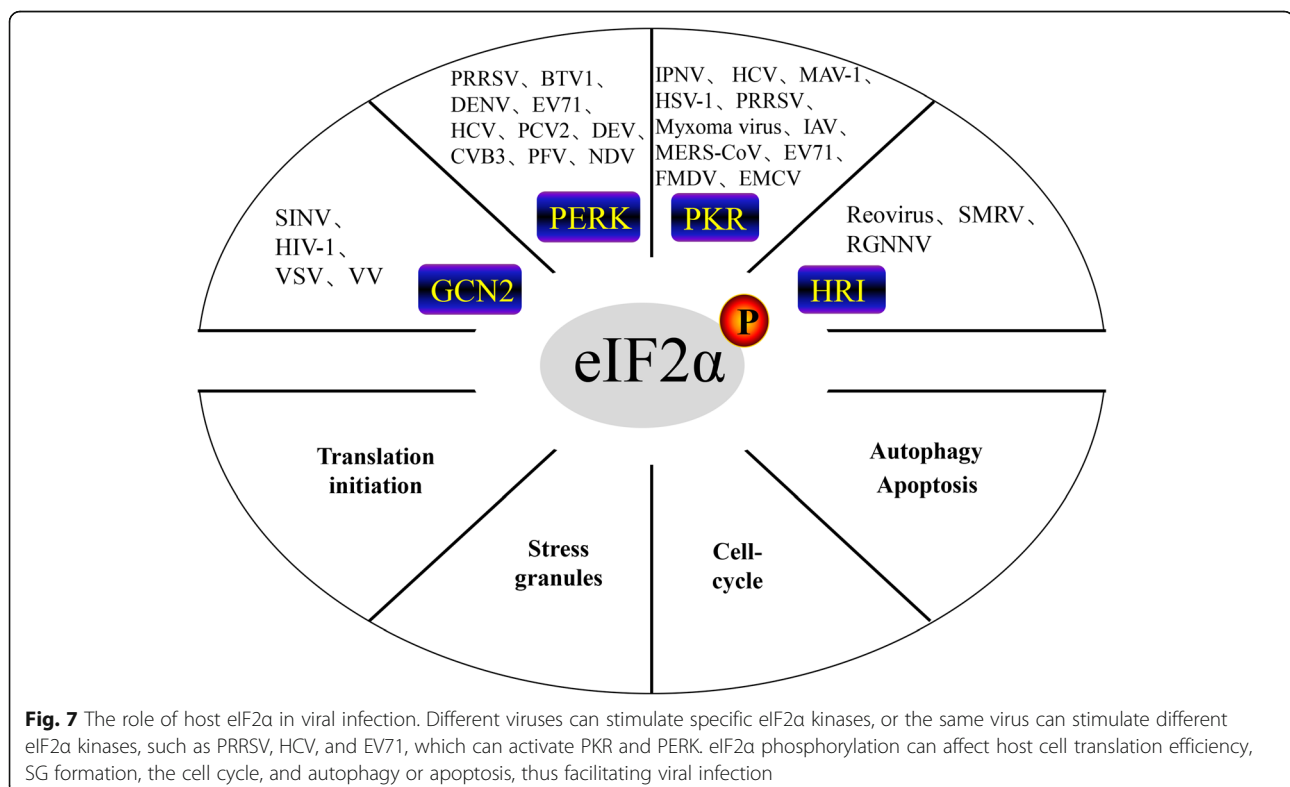 PRRSV、BTV1、
DENV、EV71、
HCV、PCV2、DEV、
CVB3、PFV、NDV
IPNV、HCV、MAV-1、
HSV-1、PRRSV、
Myxoma virus、IAV、
MERS-CoV、EV71、
FMDV、EMCV
SINV、
HIV-1、
VSV、VV
Reovirus、SMRV、
RGNNV
GCN2
PERK
PKR
HRI
P
eIF2α
Translation
initiation
Stress
granules
Cell-
cycle
Autophagy
Apoptosis
Fig. 7 The role of host eIF2α in viral infection. Different viruses can stimulate specific eIF2α kinases, or the same virus can stimulate different
eIF2α kinases, such as PRRSV, HCV, and EV71, which can activate PKR and PERK. eIF2α phosphorylation can affect host cell translation efficiency,
SG formation, the cell cycle, and autophagy or apoptosis, thus facilitating viral infection